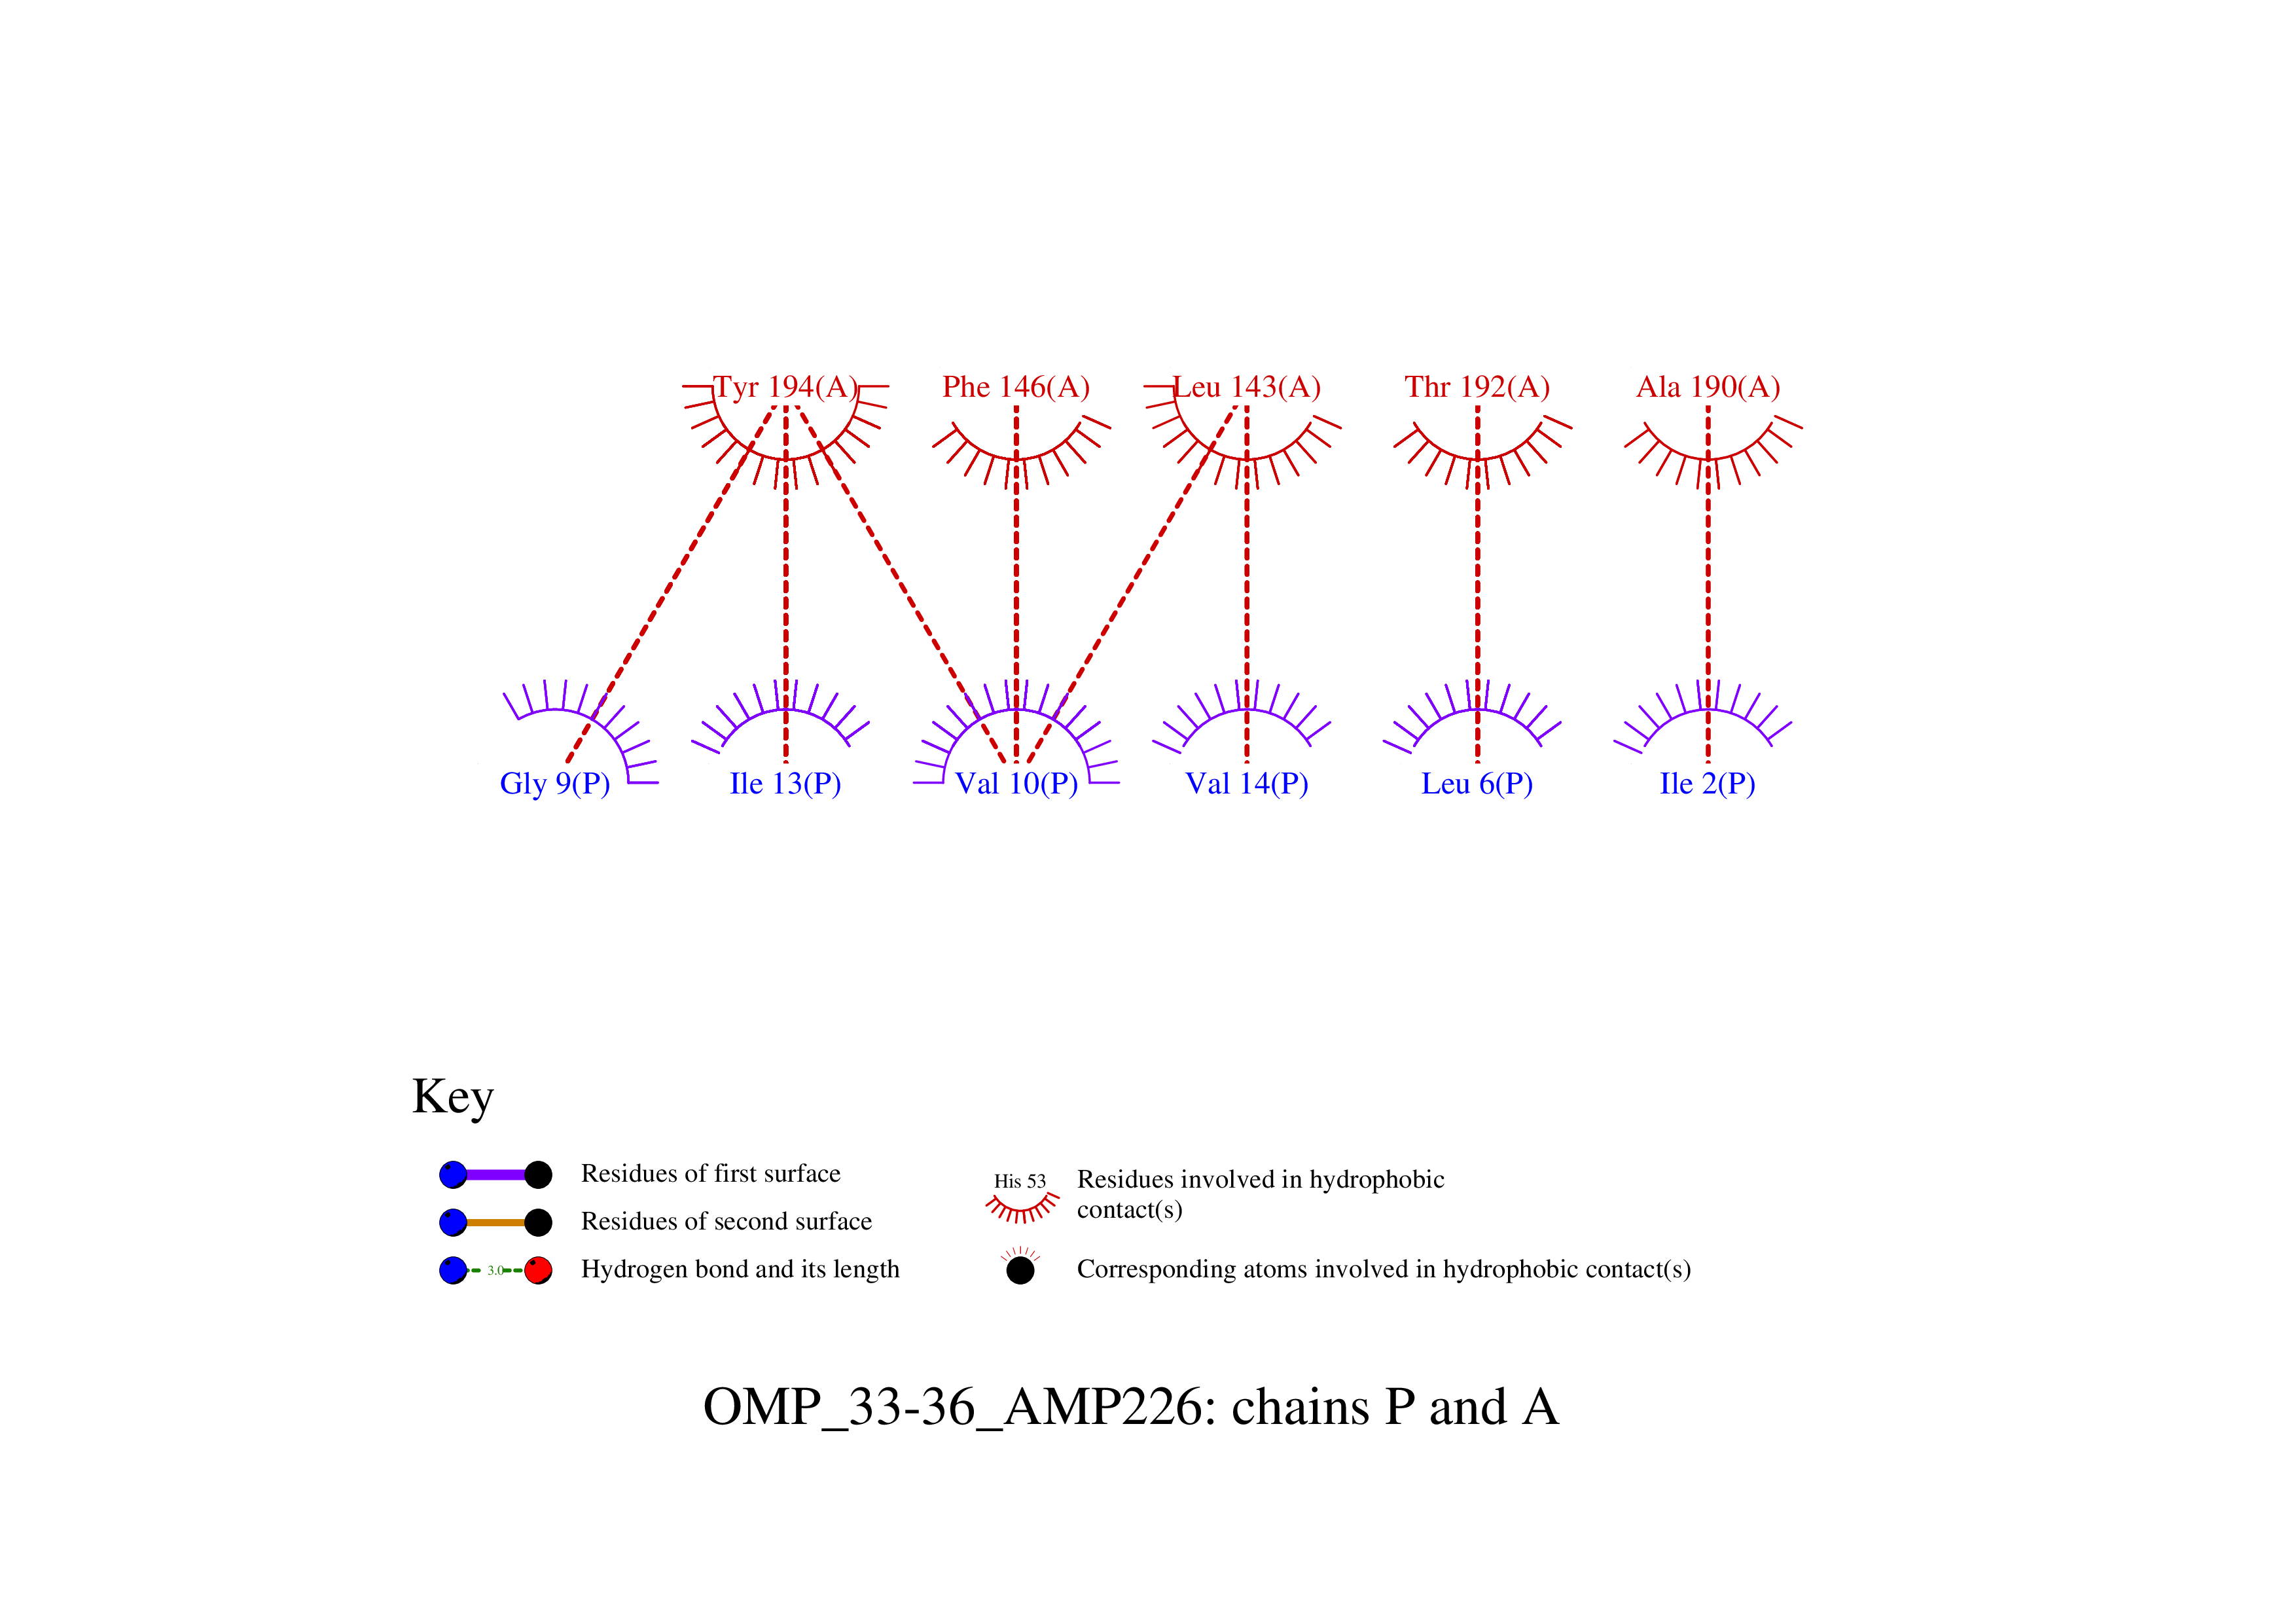 Tyr 194(A) Phe 146(A) Leu 143(A) Thr 192(A) Ala 190(A)
Gly 9(P) Ile 13(P) Val 10(P) Val 14(P) Leu 6(P) Ile 2(P)
Key
Residues of first surface
Residues of second surface
3.0 Hydrogen bond and its length
His 53 Residues involved in hydrophobic
contact(s)
Corresponding atoms involved in hydrophobic contact(s)
OMP_33-36_AMP226: chains P and A